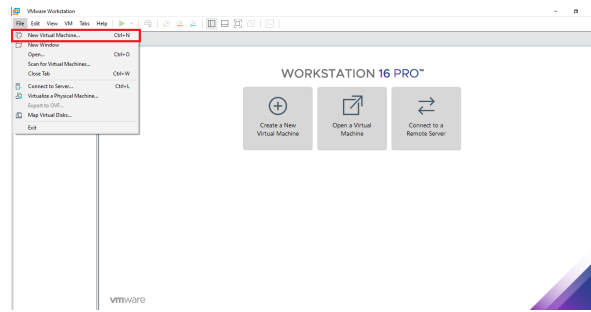 VMware Workstation
File Edit View VM Tabs Help
New Virtual Machine... Ctrl+N
New Window
Open... Ctrl+O
Scan for Virtual Machines...
Close Tab Ctrl+W
Connect to Server... Ctrl+L
Virtualize a Physical Machine...
Export to OVF...
Map Virtual Disks...
Exit
WORKSTATION 16 PRO™
Create a New
Virtual Machine
Open a Virtual
Machine
Connect to a
Remote Server
vmware